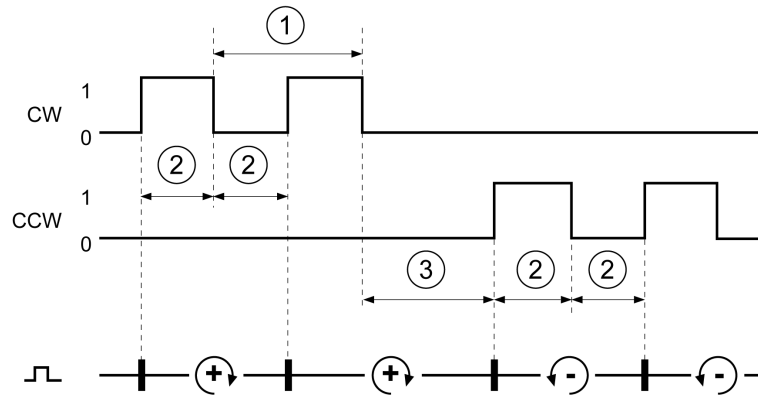 ①
1
CW
0
② ②
1
CCW
0
③ ② ②
+ + - -